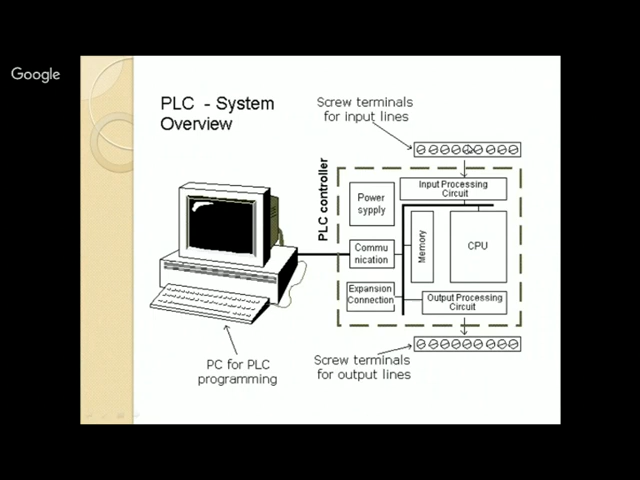 Google
PLC - System
Overview
Screw terminals
for input lines
PLC controller
Input Processing
Circuit
Power
supply
Commu
nication
Memory
CPU
Expansion
Connection
Output Processing
Circuit
PC for PLC
programming
Screw terminals
for output lines